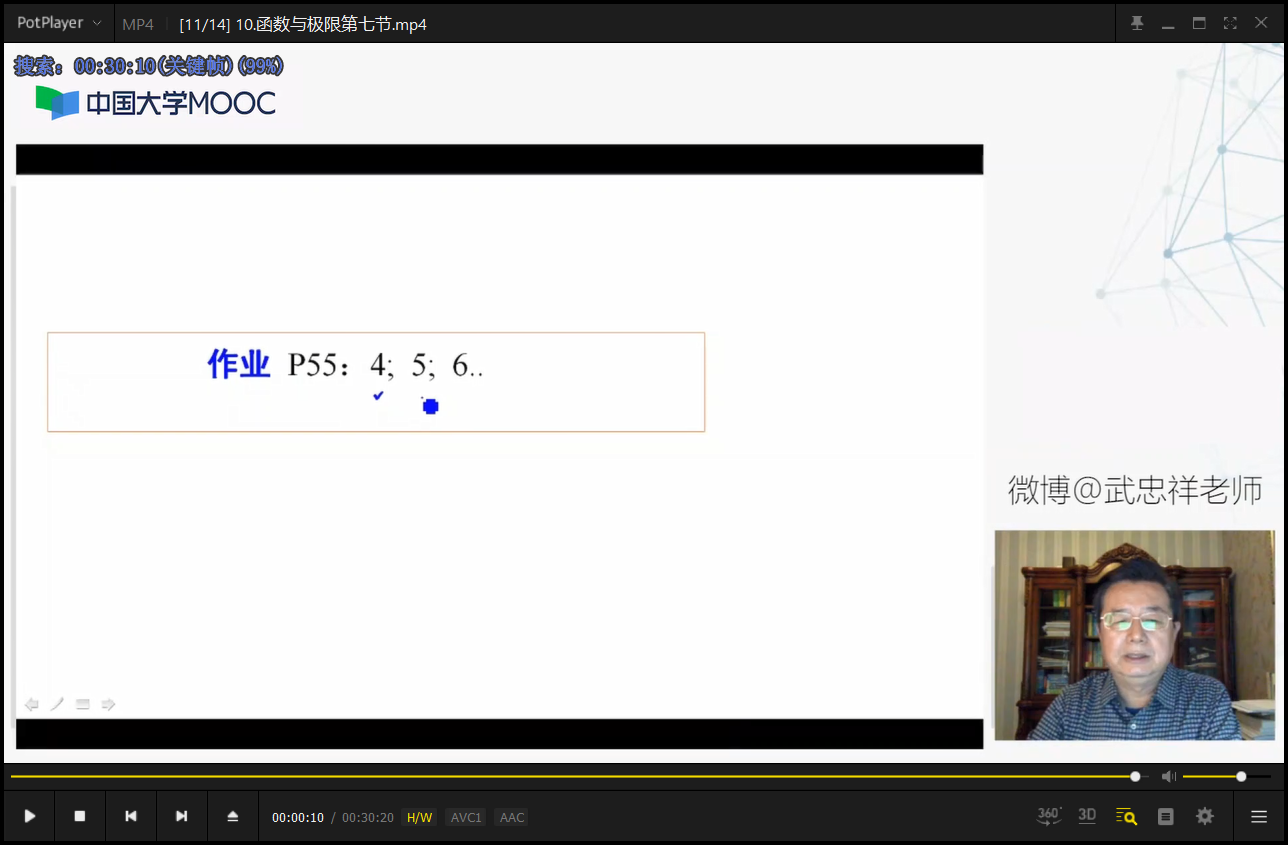 PotPlayer MP4 [11/14] 10.函数与极限第七节.mp4
搜索：00:30:10(关键帧) (99%)
中国大学MOOC
作业 P55：4; 5; 6..
微博@武忠祥老师
00:00:10 / 00:30:20 H/W AVC1 AAC
360° 3D